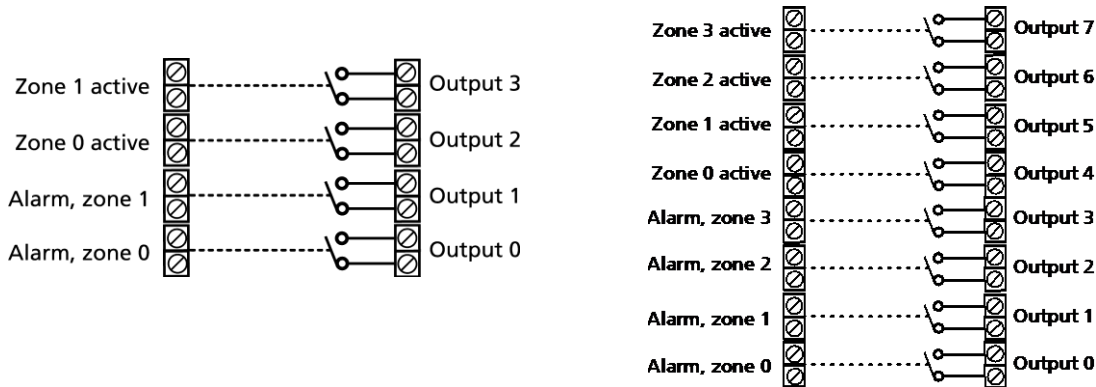 Zone 1 active Output 3
Zone 0 active Output 2
Alarm, zone 1 Output 1
Alarm, zone 0 Output 0
Zone 3 active Output 7
Zone 2 active Output 6
Zone 1 active Output 5
Zone 0 active Output 4
Alarm, zone 3 Output 3
Alarm, zone 2 Output 2
Alarm, zone 1 Output 1
Alarm, zone 0 Output 0